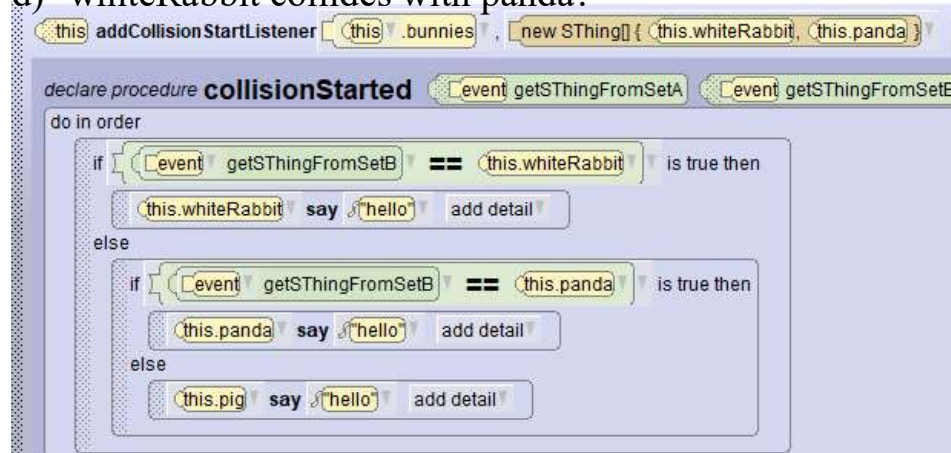 d) whiteRabbit collides with panda?
this addCollisionStartListener this .bunnies , new SThing[] { this.whiteRabbit, this.panda }
declare procedure collisionStarted event getSThingFromSetA event getSThingFromSetB
do in order
if event getSThingFromSetB == this.whiteRabbit is true then
this.whiteRabbit say "hello" add detail
else
if event getSThingFromSetB == this.panda is true then
this.panda say "hello" add detail
else
this.pig say "hello" add detail